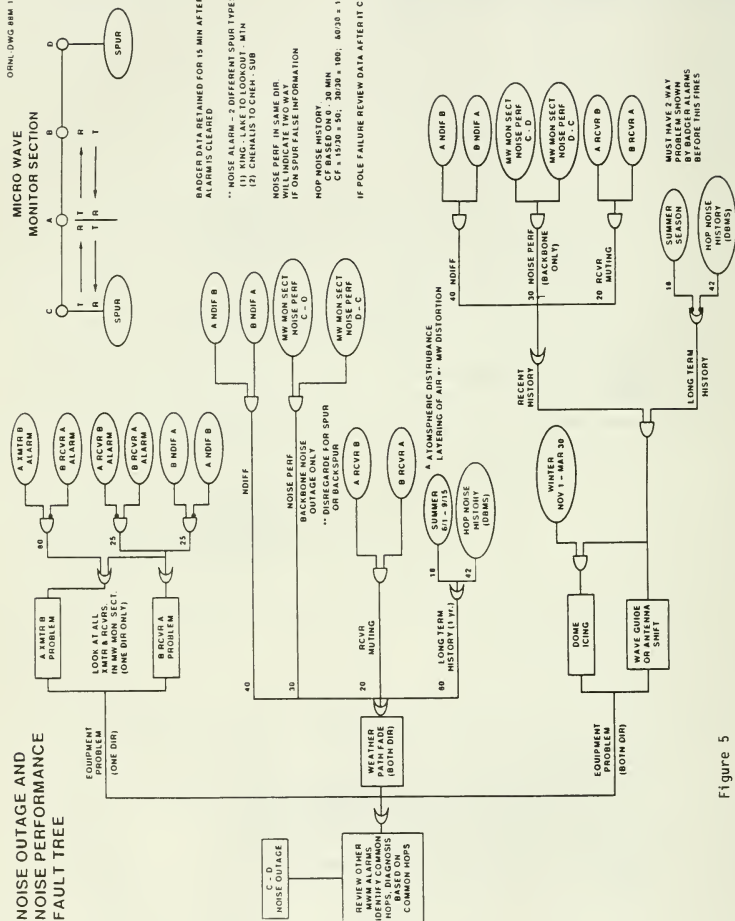 NOISE OUTAGE AND
NOISE PERFORMANCE
FAULT TREE
ORNL-DWG 88M
MICRO WAVE
MONITOR SECTION
C
A
B
D
T
R
R
T
T
R
R
T
SPUR
SPUR
BADGER DATA RETAINED FOR 15 MIN AFTER
ALARM IS CLEARED
** NOISE ALARM - 2 DIFFERENT SPUR TYPE
(1) KING - LAKE TO LOOKOUT - MTN
(2) CHEHALIS TO CHEH - SUB
NOISE PERF IN SAME DIR.
WILL INDICATE TWO WAY
IF ON SPUR FALSE INFORMATION
HOP NOISE HISTORY
CF BASED ON 0 - 30 MIN
CF = 15/30 = 50; 30/30 = 100; 60/30 = 1
IF POLE FAILURE REVIEW DATA AFTER IT C
C - D
NOISE OUTAGE
REVIEW OTHER
MWM ALARMS
IDENTIFY COMMON
HOPS, DIAGNOSIS
BASED ON
COMMON HOPS
EQUIPMENT
PROBLEM
(ONE DIR)
A XMTR B
PROBLEM
LOOK AT ALL
XMTR & RCVRS.
IN MW MON SECT.
(ONE DIR ONLY)
B RCVR A
PROBLEM
80
25
25
A XMTR B
ALARM
B RCVR A
ALARM
A RCVR B
ALARM
B RCVR A
ALARM
B NDIF A
A NDIF B
WEATHER
PATH FADE
(BOTH DIR)
40
NDIFF
A NDIF B
B NDIF A
30
NOISE PERF
BACKBONE NOISE
OUTAGE ONLY
** DISREGARDE FOR SPUR
OR BACKSPUR
MW MON SECT
NOISE PERF
C - D
MW MON SECT
NOISE PERF
D - C
20
RCVR
MUTING
A RCVR B
B RCVR A
60
LONG TERM
HISTORY (1 yr.)
18
42
SUMMER
6/1 - 9/15
HOP NOISE
HISTORY
(DBMS)
A ATOMSPHERIC DISTRUBANCE
LAYERING OF AIR = MW DISTORTION
EQUIPMENT
PROBLEM
(BOTH DIR)
DOME
ICING
WAVE GUIDE
OR ANTENNA
SHIFT
WINTER
NOV 1 - MAR 30
RECENT
HISTORY
40 NDIFF
30 NOISE PERF
(BACKBONE
ONLY)
20 RCVR
MUTING
A NDIF B
B NDIF A
MW MON SECT
NOISE PERF
C - D
MW MON SECT
NOISE PERF
D - C
A RCVR B
B RCVR A
LONG TERM
HISTORY
18
42
SUMMER
SEASON
HOP NOISE
HISTORY
(DBMS)
MUST HAVE 2 WAY
PROBLEM SHOWN
BY BADGER ALARMS
BEFORE THIS FIRES
Figure 5